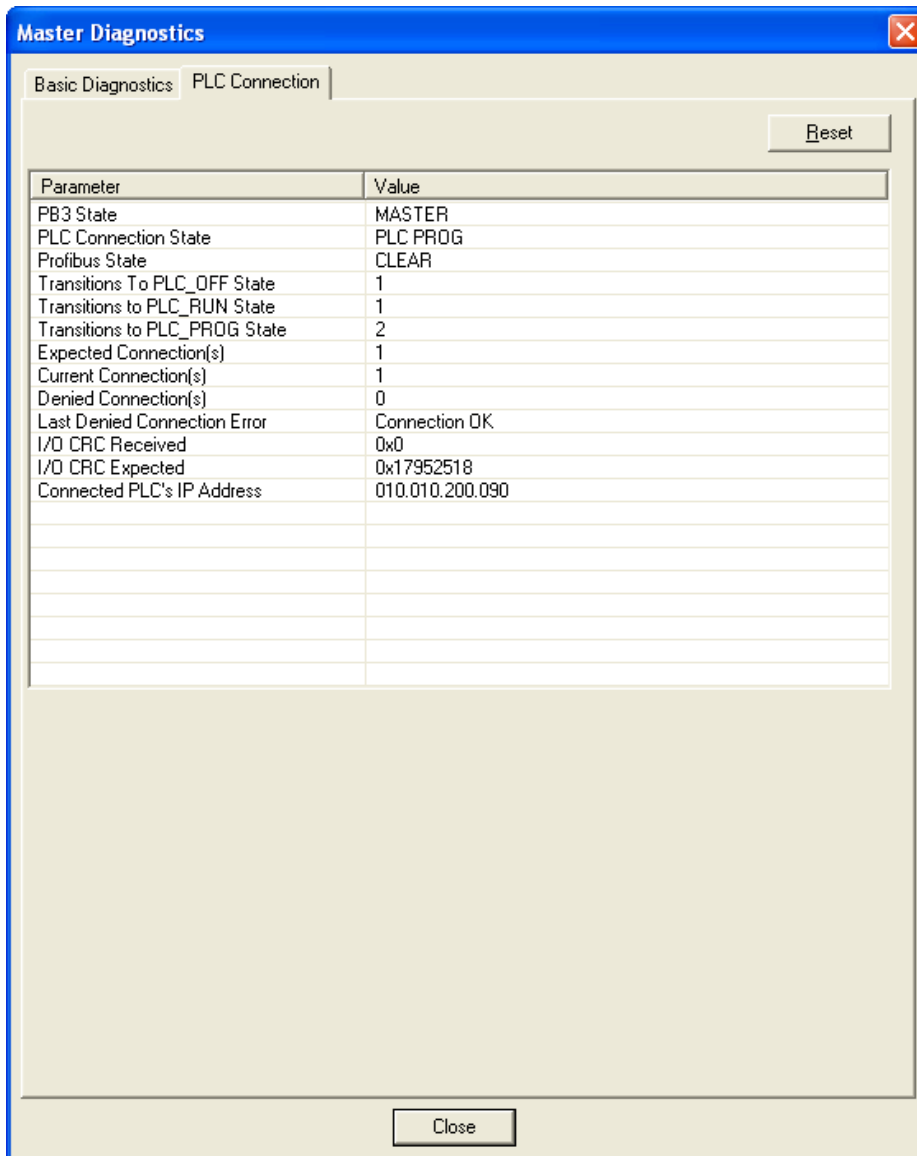 Master Diagnostics
Basic Diagnostics PLC Connection
Reset
Parameter Value
PB3 State MASTER
PLC Connection State PLC PROG
Profibus State CLEAR
Transitions To PLC_OFF State 1
Transitions to PLC_RUN State 1
Transitions to PLC_PROG State 2
Expected Connection(s) 1
Current Connection(s) 1
Denied Connection(s) 0
Last Denied Connection Error Connection OK
I/O CRC Received 0x0
I/O CRC Expected 0x17952518
Connected PLC's IP Address 010.010.200.090
Close